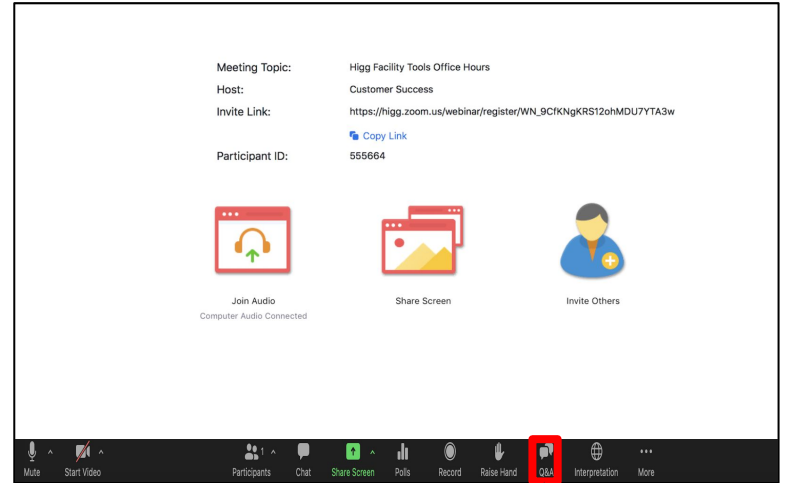 Meeting Topic: Higg Facility Tools Office Hours
Host: Customer Success
Invite Link: https://higg.zoom.us/webinar/register/WN_9CfKNgKRS12ohMDU7YTA3w
Copy Link
Participant ID: 555664
Join Audio Share Screen Invite Others
Computer Audio Connected
1
Mute Start Video Participants Chat Share Screen Polls Record Raise Hand Q&A Interpretation More